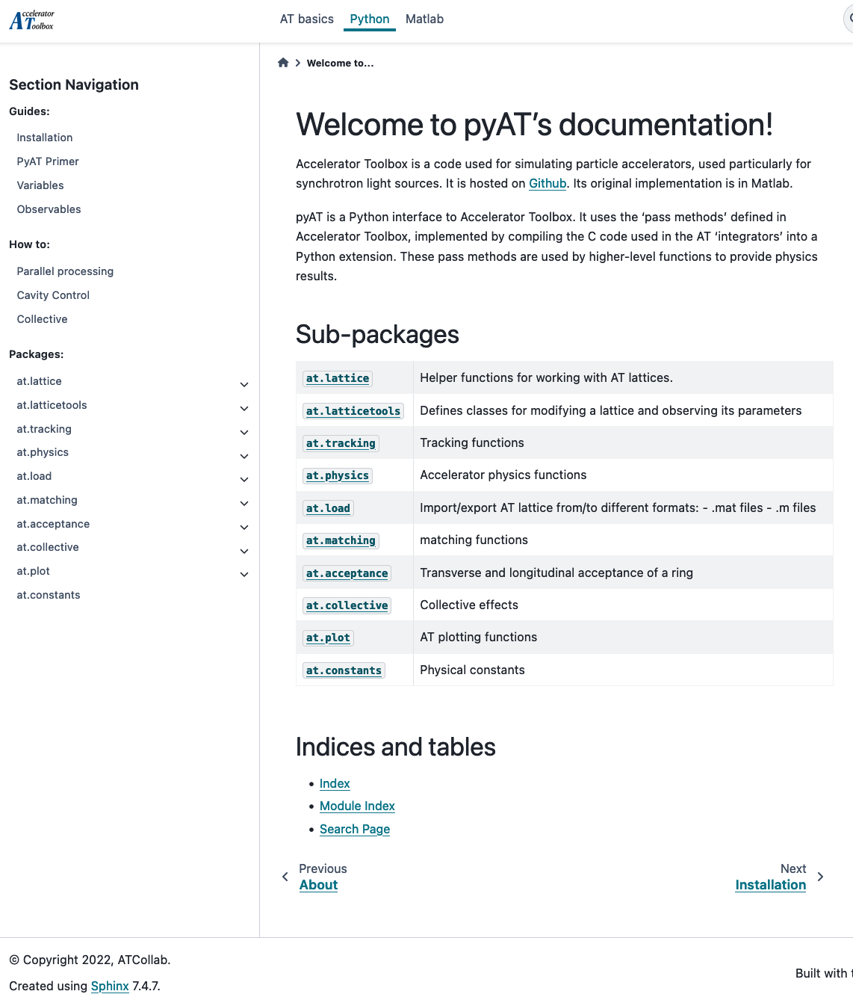 Accelerator Toolbox
AT basics
Python
Matlab
Welcome to...
Section Navigation
Guides:
Installation
PyAT Primer
Variables
Observables
How to:
Parallel processing
Cavity Control
Collective
Packages:
at.lattice
at.latticetools
at.tracking
at.physics
at.load
at.matching
at.acceptance
at.collective
at.plot
at.constants
Welcome to pyAT’s documentation!
Accelerator Toolbox is a code used for simulating particle accelerators, used particularly for
synchrotron light sources. It is hosted on Github. Its original implementation is in Matlab.
pyAT is a Python interface to Accelerator Toolbox. It uses the ‘pass methods’ defined in
Accelerator Toolbox, implemented by compiling the C code used in the AT ‘integrators’ into a
Python extension. These pass methods are used by higher-level functions to provide physics
results.
Sub-packages
at.lattice Helper functions for working with AT lattices.
at.latticetools Defines classes for modifying a lattice and observing its parameters
at.tracking Tracking functions
at.physics Accelerator physics functions
at.load Import/export AT lattice from/to different formats: - .mat files - .m files
at.matching matching functions
at.acceptance Transverse and longitudinal acceptance of a ring
at.collective Collective effects
at.plot AT plotting functions
at.constants Physical constants
Indices and tables
• Index
• Module Index
• Search Page
Previous
About
Next
Installation
© Copyright 2022, ATCollab.
Created using Sphinx 7.4.7.
Built with